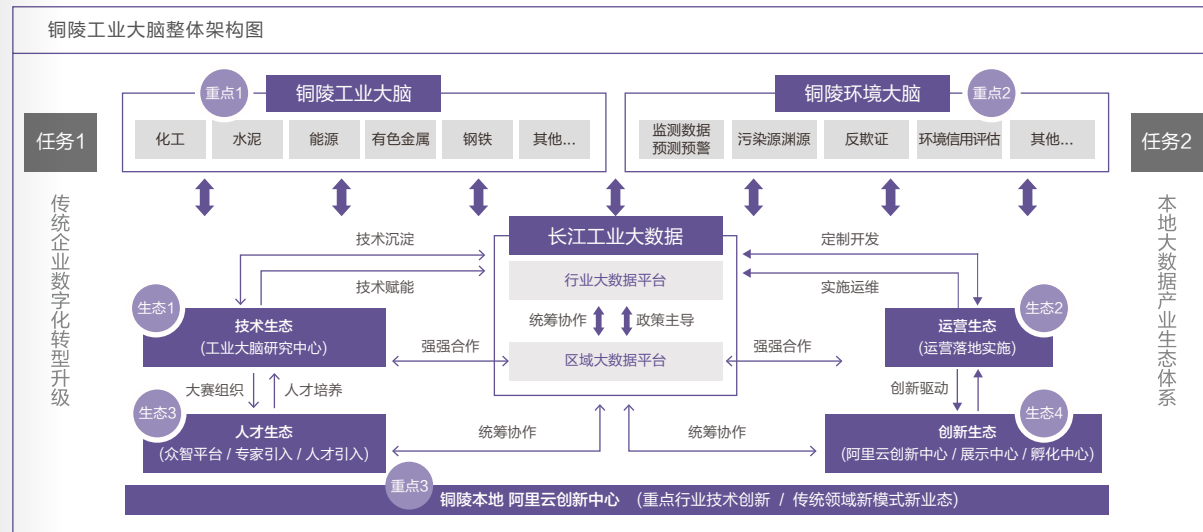 铜陵工业大脑整体架构图
重点1
铜陵工业大脑
铜陵环境大脑
重点2
任务1
化工
水泥
能源
有色金属
钢铁
其他...
监测数据
预测预警
污染源渊源
反欺证
环境信用评估
其他...
任务2
传统企业数字化转型升级
本地大数据产业生态体系
长江工业大数据
行业大数据平台
统筹协作
政策主导
区域大数据平台
技术沉淀
技术赋能
定制开发
实施运维
生态1
技术生态
(工业大脑研究中心)
强强合作
强强合作
生态2
运营生态
(运营落地实施)
大赛组织
人才培养
创新驱动
生态3
人才生态
(众智平台 / 专家引入 / 人才引入)
统筹协作
统筹协作
生态4
创新生态
(阿里云创新中心 / 展示中心 / 孵化中心)
重点3
铜陵本地 阿里云创新中心 (重点行业技术创新 / 传统领域新模式新业态)